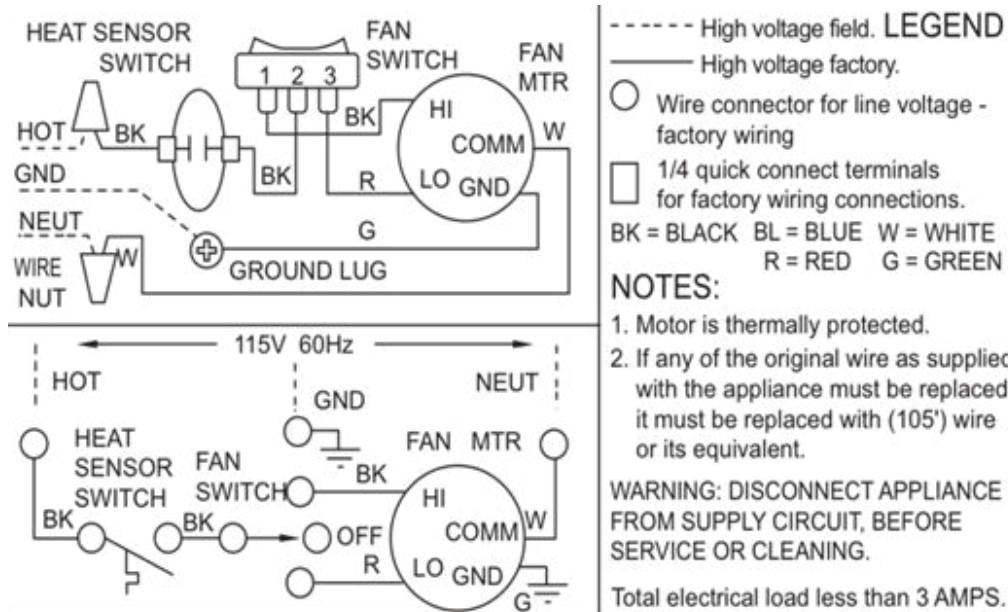 HEAT SENSOR
SWITCH
FAN
SWITCH
FAN
MTR
1 2 3
HI
BK
COMM
W
HOT
BK
GND
BK
R
LO GND
NEUT
G
W
WIRE
NUT
GROUND LUG
115V 60Hz
HOT
NEUT
GND
HEAT
SENSOR
SWITCH
FAN
SWITCH
FAN MTR
BK
HI
BK
BK
OFF
COMM
W
R
LO GND
G
---- High voltage field. LEGEND
High voltage factory.
Wire connector for line voltage -
factory wiring
1/4 quick connect terminals
for factory wiring connections.
BK = BLACK BL = BLUE W = WHITE
R = RED G = GREEN
NOTES:
1. Motor is thermally protected.
2. If any of the original wire as supplied
with the appliance must be replaced
it must be replaced with (105') wire
or its equivalent.
WARNING: DISCONNECT APPLIANCE
FROM SUPPLY CIRCUIT, BEFORE
SERVICE OR CLEANING.
Total electrical load less than 3 AMPS.